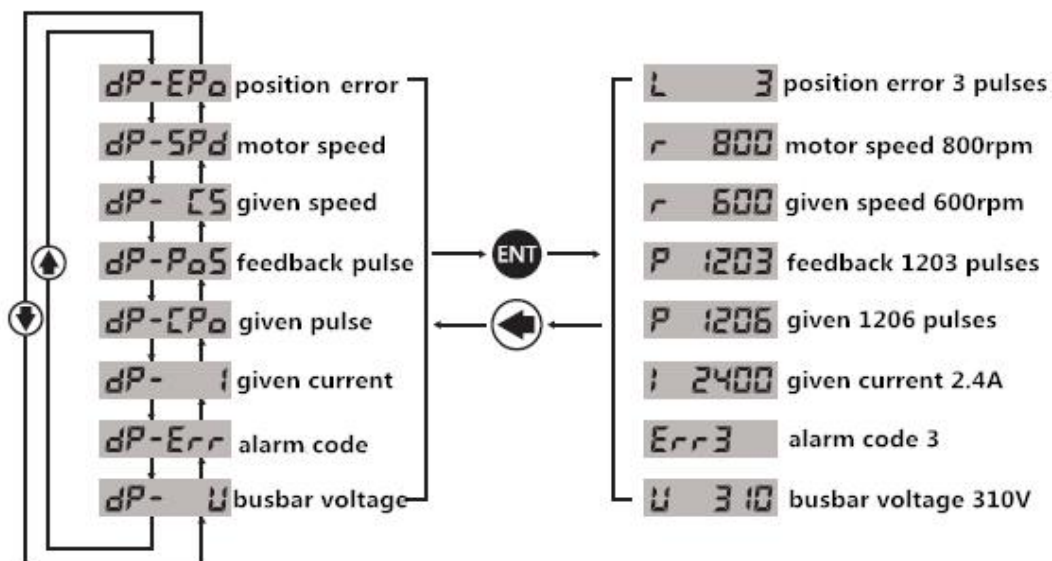 dP-EPo position error
L 3 position error 3 pulses
dP-SPd motor speed
r 800 motor speed 800rpm
dP- CS given speed
r 600 given speed 600rpm
dP-PoS feedback pulse
P 1203 feedback 1203 pulses
ENT
dP-CPo given pulse
P 1206 given 1206 pulses
dP- I given current
I 2400 given current 2.4A
dP-Err alarm code
Err3 alarm code 3
dP- U busbar voltage
U 310 busbar voltage 310V